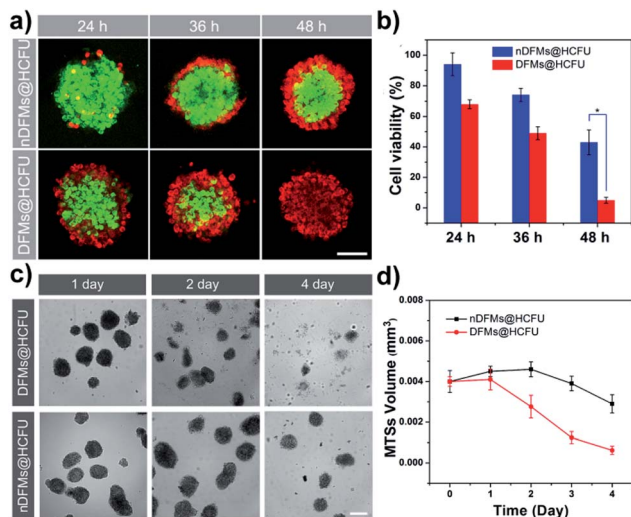 a)
24 h
36 h
48 h
nDFMs@HCFU
DFMs@HCFU
b)
nDFMs@HCFU
DFMs@HCFU
*
Cell viability (%)
100
80
60
40
20
0
24 h
36 h
48 h
c)
1 day
2 day
4 day
DFMs@HCFU
nDFMs@HCFU
d)
nDFMs@HCFU
DFMs@HCFU
MTSs Volume (mm³)
0.008
0.006
0.004
0.002
0.000
0
1
2
3
4
Time (Day)